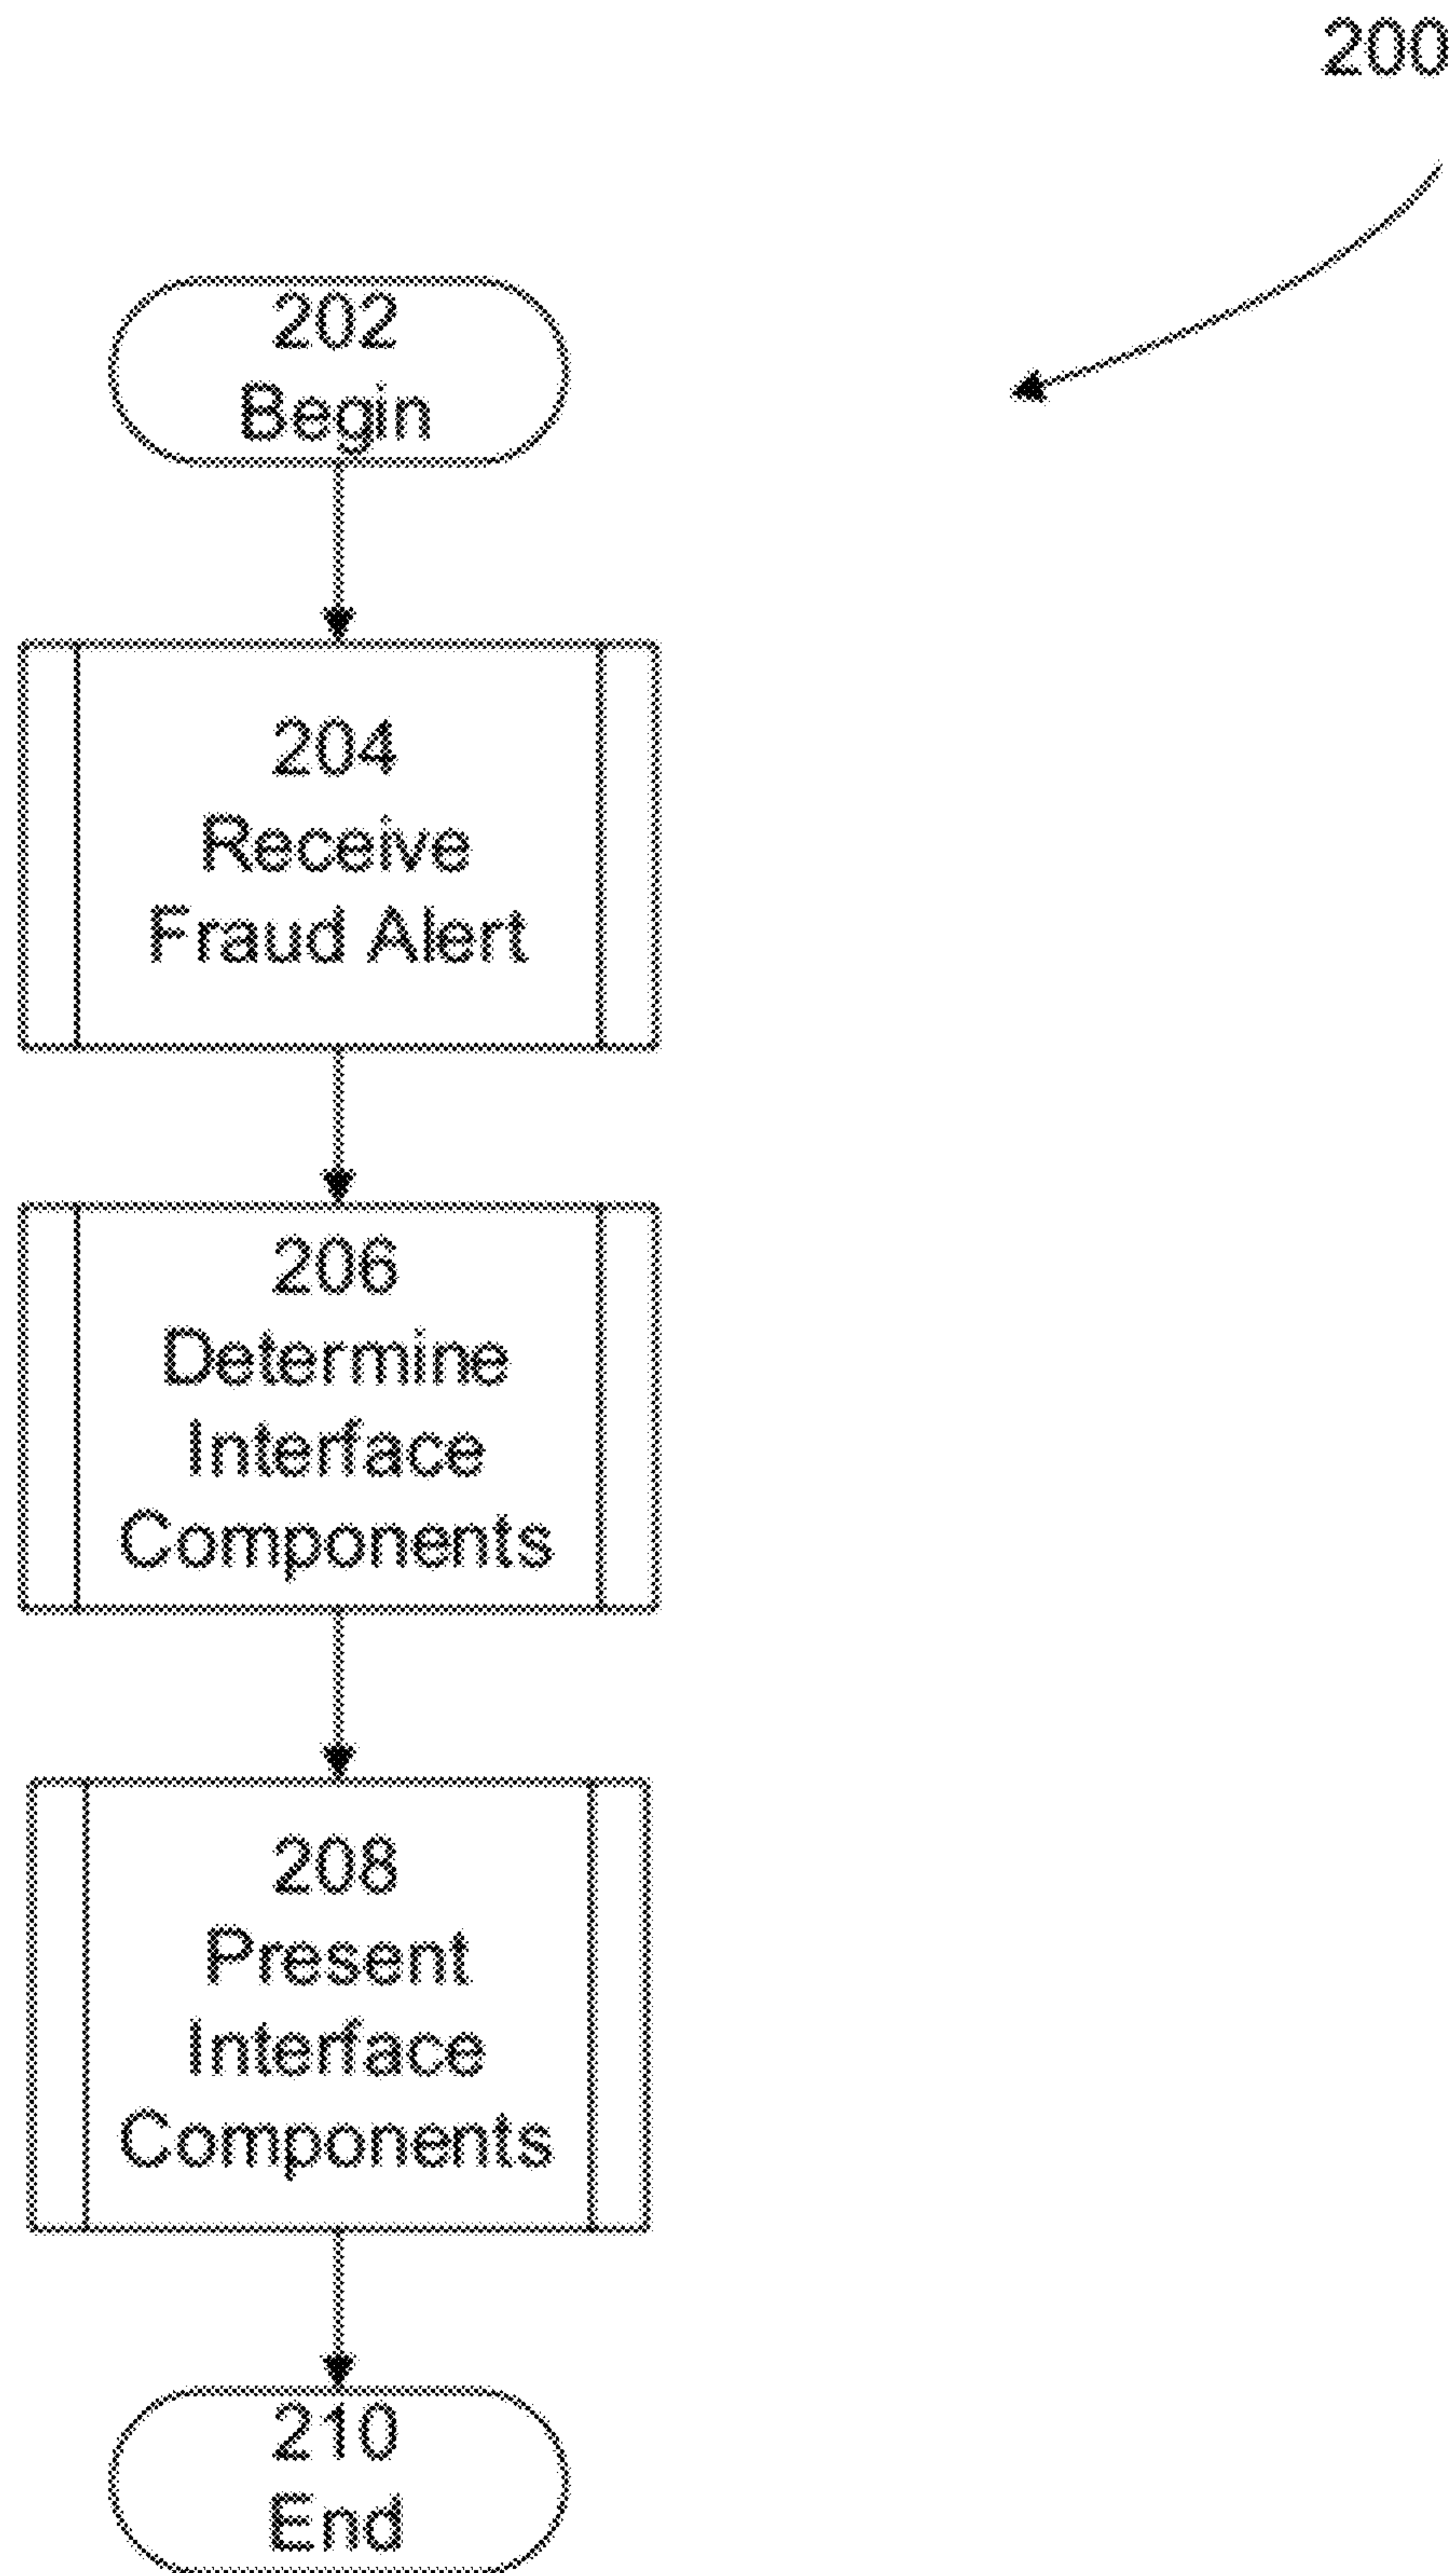 200
202
Begin
204
Receive
Fraud Alert
206
Determine
Interface
Components
208
Present
Interface
Components
210
End